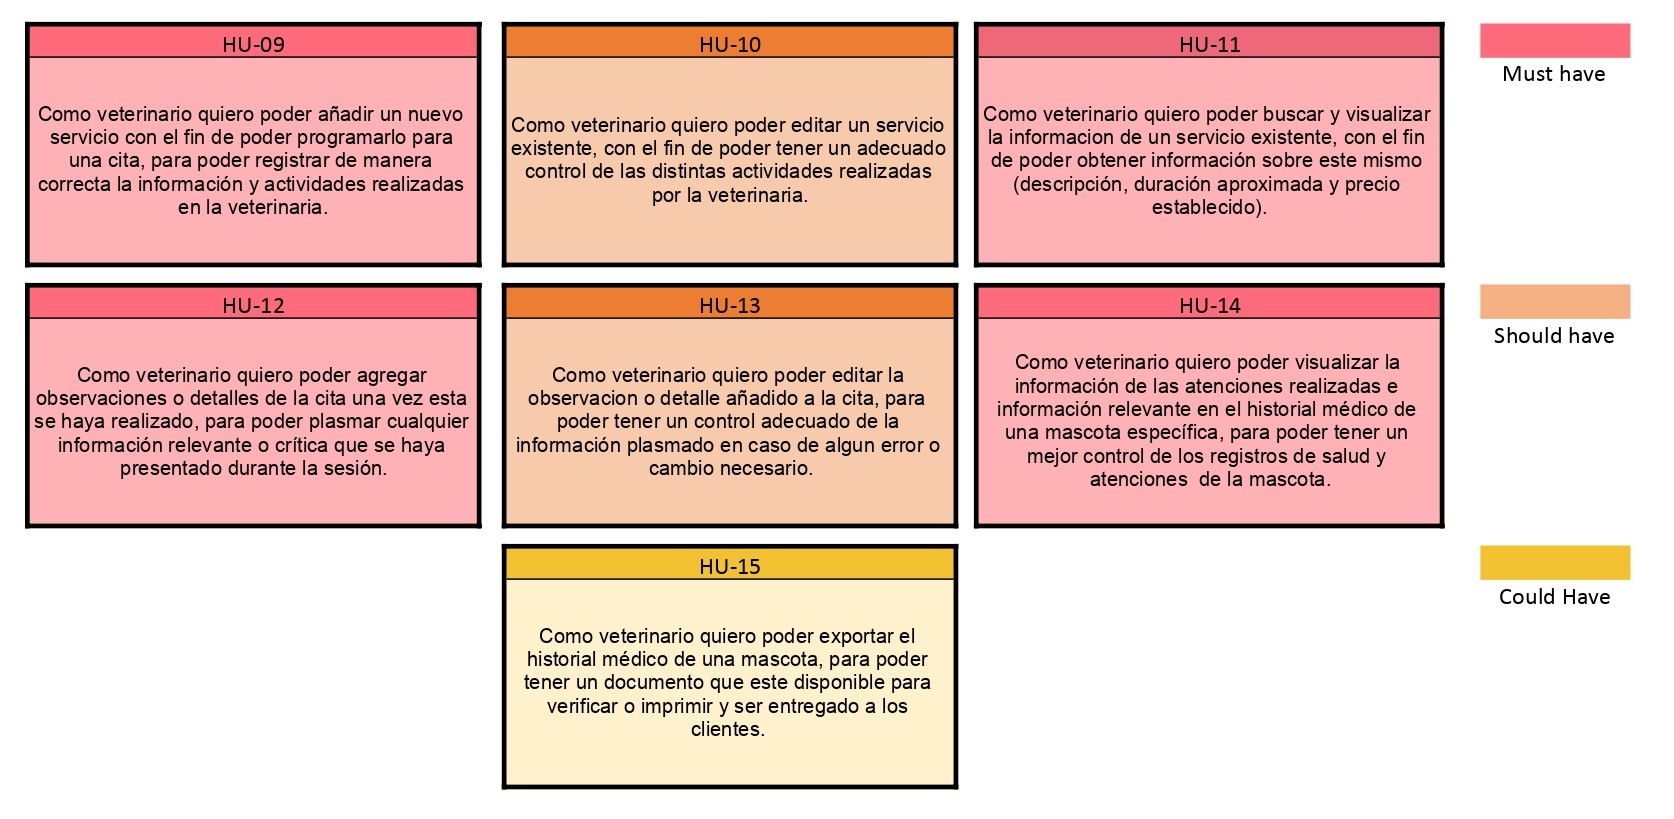 HU-09
Como veterinario quiero poder añadir un nuevo
servicio con el fin de poder programarlo para
una cita, para poder registrar de manera
correcta la información y actividades realizadas
en la veterinaria.
HU-10
Como veterinario quiero poder editar un servicio
existente, con el fin de poder tener un adecuado
control de las distintas actividades realizadas
por la veterinaria.
HU-11
Como veterinario quiero poder buscar y visualizar
la informacion de un servicio existente, con el fin
de poder obtener información sobre este mismo
(descripción, duración aproximada y precio
establecido).
Must have
HU-12
Como veterinario quiero poder agregar
observaciones o detalles de la cita una vez esta
se haya realizado, para poder plasmar cualquier
información relevante o crítica que se haya
presentado durante la sesión.
HU-13
Como veterinario quiero poder editar la
observacion o detalle añadido a la cita, para
poder tener un control adecuado de la
información plasmado en caso de algun error o
cambio necesario.
HU-14
Como veterinario quiero poder visualizar la
información de las atenciones realizadas e
información relevante en el historial médico de
una mascota específica, para poder tener un
mejor control de los registros de salud y
atenciones  de la mascota.
Should have
HU-15
Como veterinario quiero poder exportar el
historial médico de una mascota, para poder
tener un documento que este disponible para
verificar o imprimir y ser entregado a los
clientes.
Could Have